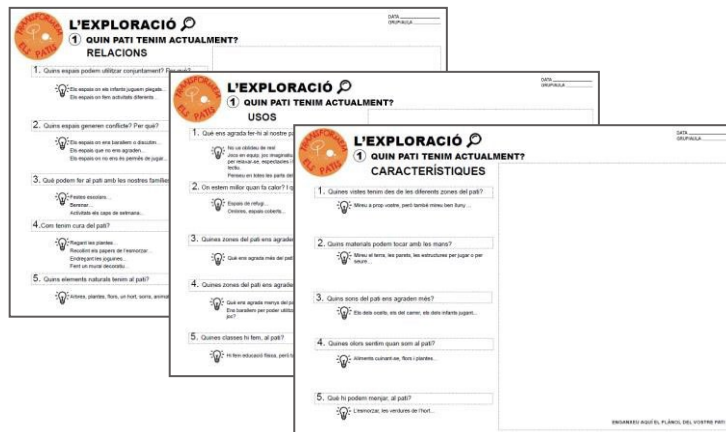 TRANSFORMEM ELS PATIS
L'EXPLORACIÓ
1 QUIN PATI TENIM ACTUALMENT?
RELACIONS
DATA
GRUP/AULA
1. Quins espais podem utilitzar conjuntament? Per què?
Els espais on els infants juguem plegats...
Els espais on fem activitats diferents...
2. Quins espais generen conflicte? Per què?
Els espais on ens barallem o discutim...
Els espais que no ens agraden...
Els espais on no ens és permès de jugar...
3. Què podem fer al pati amb les nostres famílies
Festes escolars...
Berenar...
Activitats els caps de setmana...
4. Com tenim cura del pati?
Regant les plantes...
Recollint els papers de l'esmorzar...
Endreçant les joguines...
Fent un mural decoratiu...
5. Quins elements naturals tenim al pati?
Arbres, plantes, flors, un hort, sorra, animal
TRANSFORMEM ELS PATIS
L'EXPLORACIÓ
1 QUIN PATI TENIM ACTUALMENT?
USOS
DATA
GRUP/AULA
1. Què ens agrada fer-hi al nostre pa
No us oblideu de res!
Jocs en equip, joc imaginatiu
per relaxar-se, espectacles i
lectiu.
Penseu en totes les parts del
2. On estem millor quan fa calor? I q
Espais de refugi...
Ombres, espais coberts...
3. Quines zones del pati ens agraden
Què ens agrada més del pati
4. Quines zones del pati ens agraden
Què ens agrada menys del pa
Ens barallem per poder utilitz
joc?
5. Quines classes hi fem, al pati?
Hi fem educació física, però ta
TRANSFORMEM ELS PATIS
L'EXPLORACIÓ
1 QUIN PATI TENIM ACTUALMENT?
CARACTERÍSTIQUES
DATA
GRUP/AULA
1. Quines vistes tenim des de les diferents zones del pati?
Mireu a prop vostre, però també mireu ben lluny ...
2. Quins materials podem tocar amb les mans?
Mireu el terra, les parets, les estructures per jugar o per
seure...
3. Quins sons del pati ens agraden més?
Els dels ocells, els del carrer, els dels infants jugant...
4. Quines olors sentim quan som al pati?
Aliments cuinant-se, flors i plantes...
5. Què hi podem menjar, al pati?
L'esmorzar, les verdures de l'hort...
ENGANXEU AQUÍ EL PLÀNOL DEL VOSTRE PATI